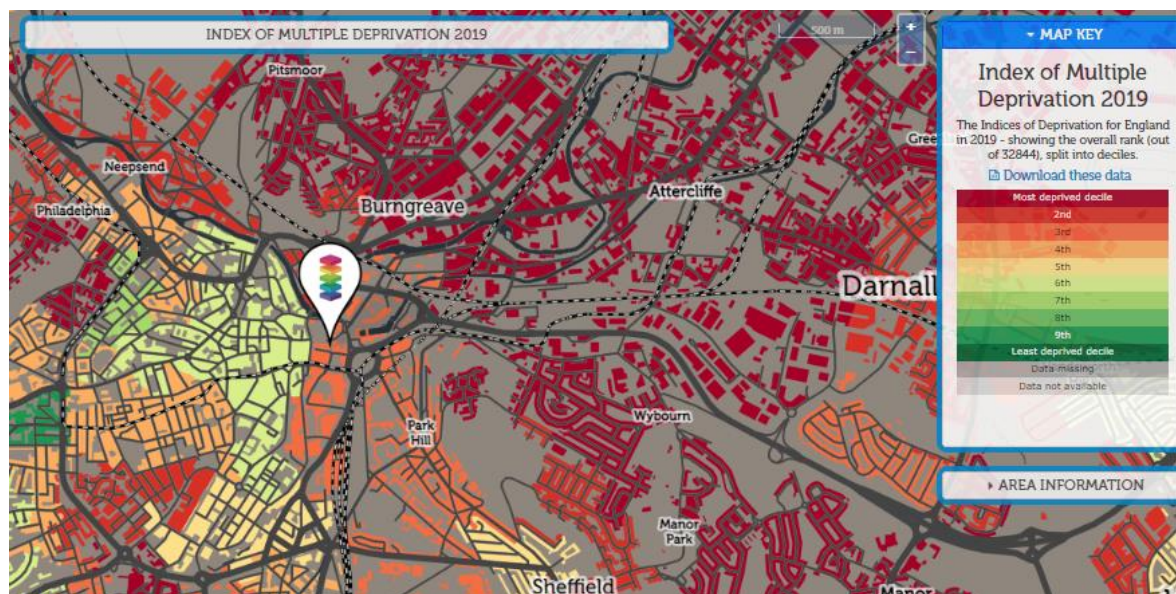 INDEX OF MULTIPLE DEPRIVATION 2019
500 m
+
−
Pitsmoor
Neepsend
Philadelphia
Burngreave
Attercliffe
Darnall
Wybourn
Park
Hill
Manor
Park
Sheffield
Manor
MAP KEY
Index of Multiple
Deprivation 2019
The Indices of Deprivation for England
in 2019 - showing the overall rank (out
of 32844), split into deciles.
Download these data
Most deprived decile
2nd
3rd
4th
5th
6th
7th
8th
9th
Least deprived decile
Data missing
Data not available
AREA INFORMATION